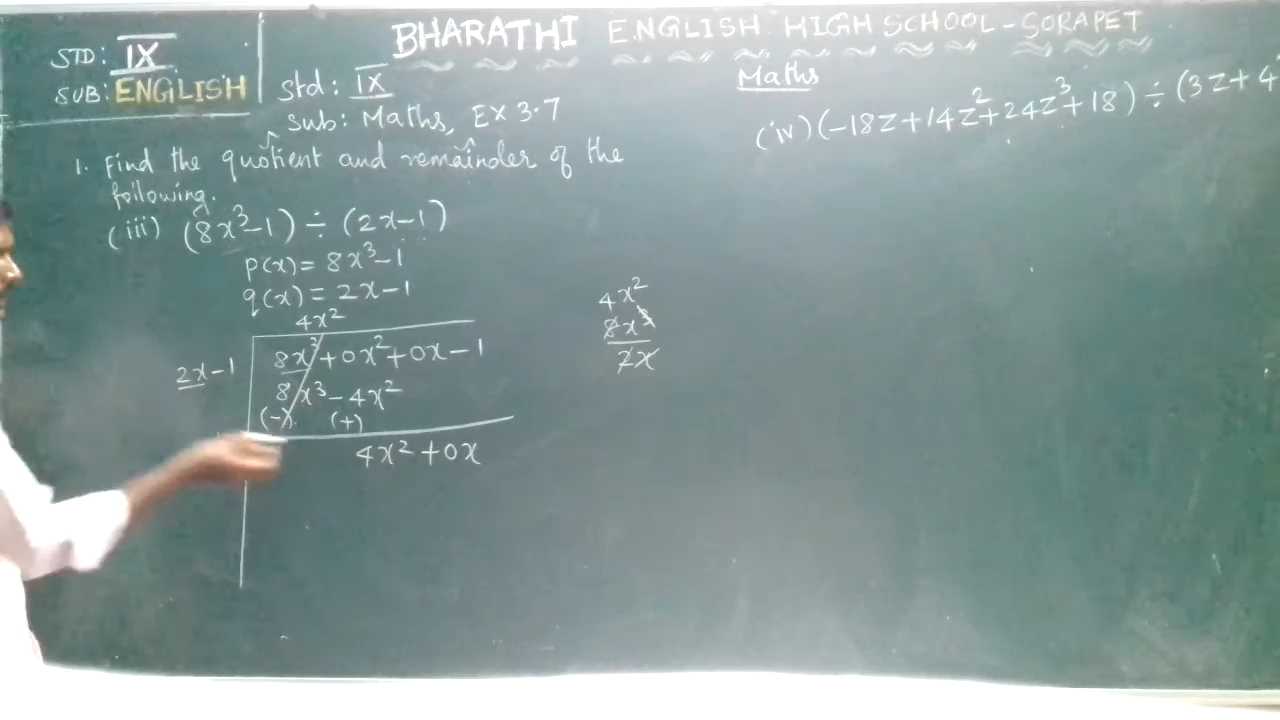 BHARATHI ENGLISH HIGH SCHOOL - SORAPET
STD: IX
SUB: ENGLISH
Std : IX
Sub: Maths, Ex 3.7
Maths
1. Find the quotient and remainder of the
following.
(iii) (8x³-1) ÷ (2x-1)
p(x) = 8x³-1
q(x) = 2x-1
4x²
2x-1
8x³+0x²+0x-1
8x³-4x²
(-) (+)
4x²+0x
4x²
8x³
2x
(iv) (-18z+14z²+24z³+18) ÷ (3z+4